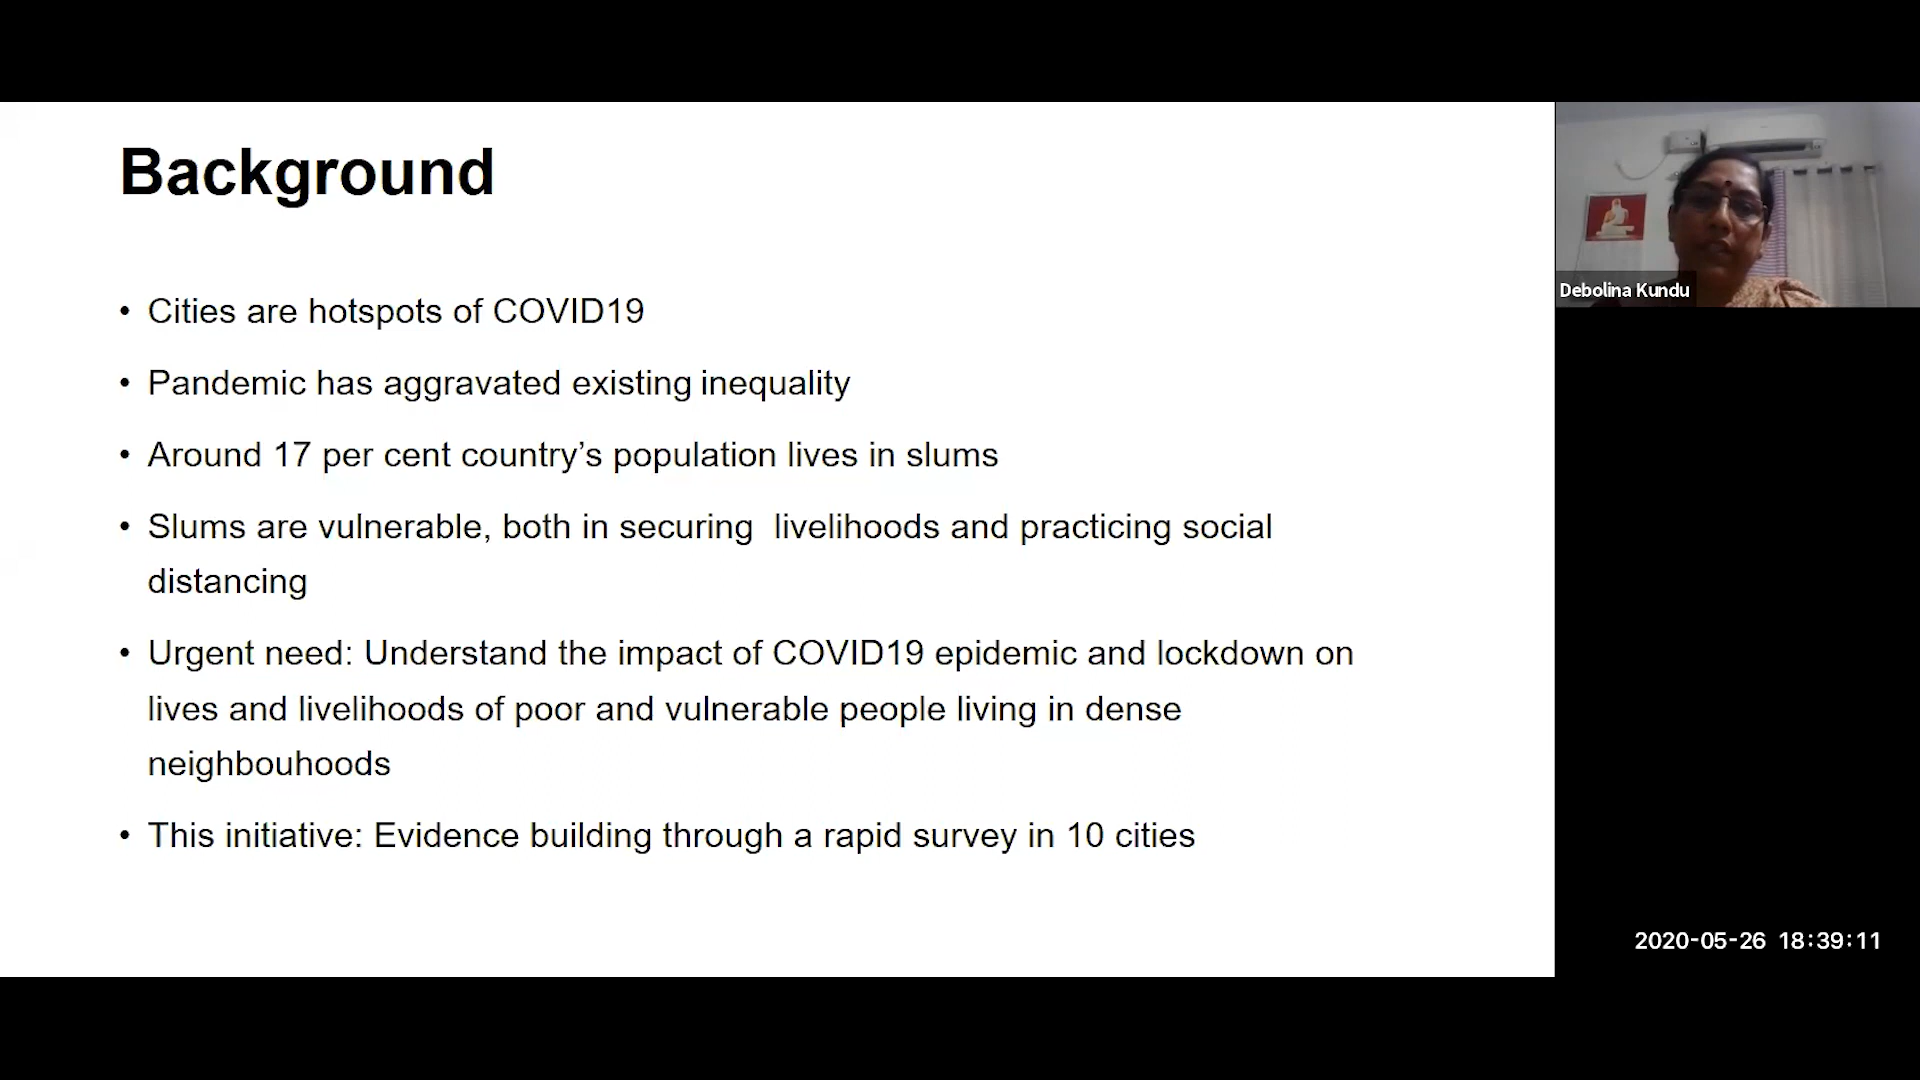 Background
• Cities are hotspots of COVID19
• Pandemic has aggravated existing inequality
• Around 17 per cent country’s population lives in slums
• Slums are vulnerable, both in securing  livelihoods and practicing social
distancing
• Urgent need: Understand the impact of COVID19 epidemic and lockdown on
lives and livelihoods of poor and vulnerable people living in dense
neighbouhoods
• This initiative: Evidence building through a rapid survey in 10 cities
Debolina Kundu
2020-05-26 18:39:11